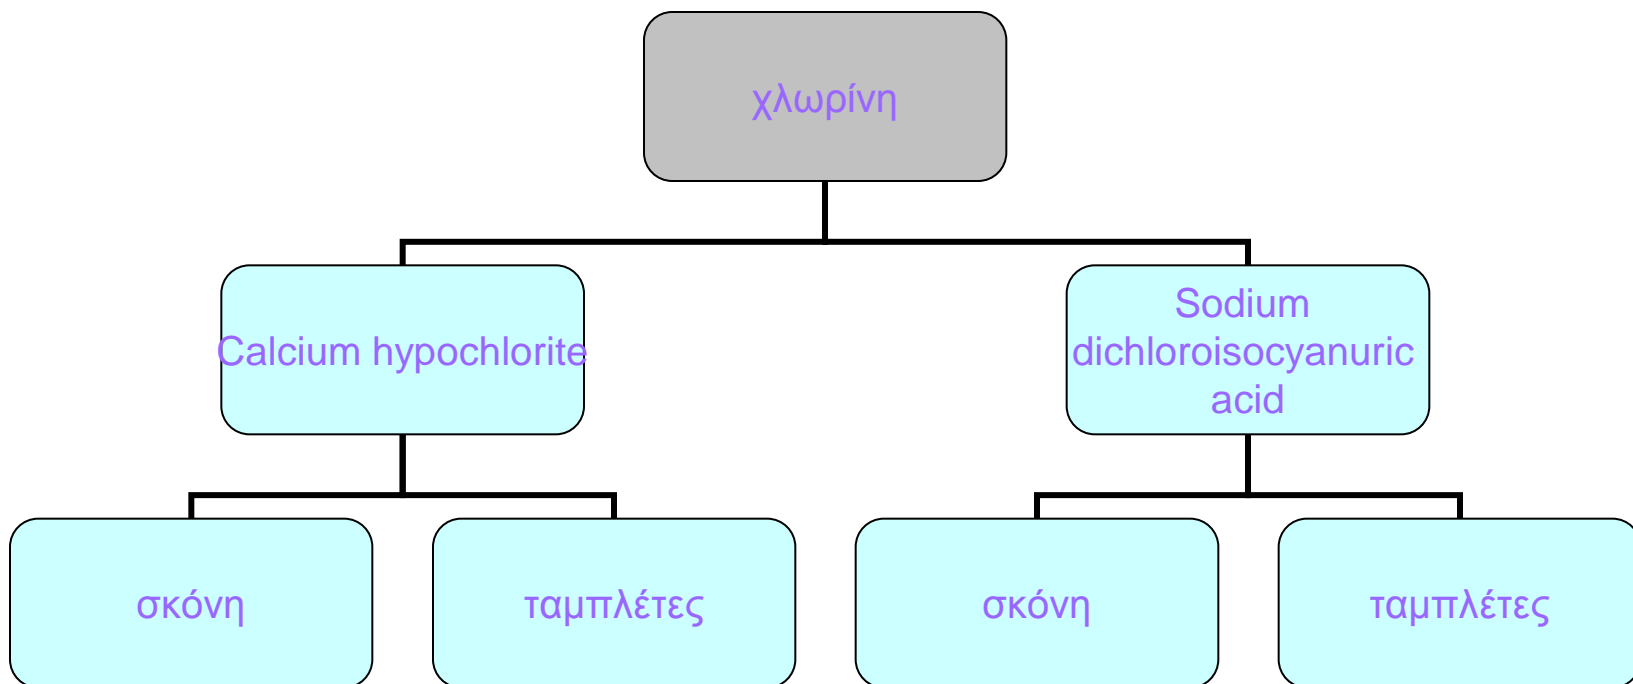 χλωρίνη
Calcium hypochlorite
Sodium
dichloroisocyanuric
acid
σκόνη
ταμπλέτες
σκόνη
ταμπλέτες